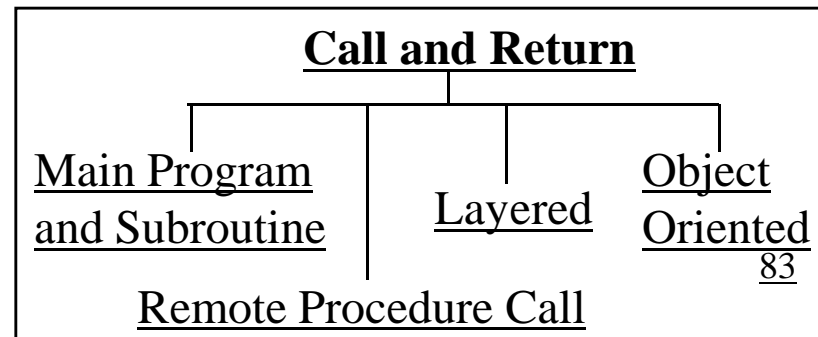 Call and Return
Main Program
and Subroutine
Layered
Object
Oriented
83
Remote Procedure Call